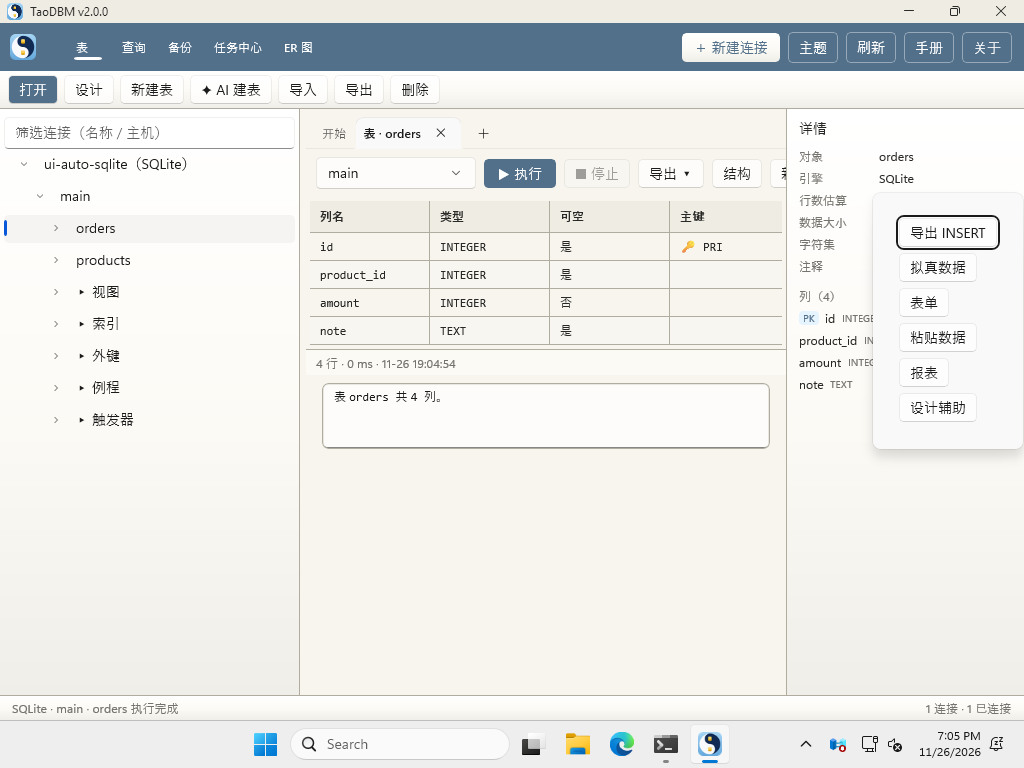 TaoDBM v2.0.0
表
查询
备份
任务中心
ER 图
+ 新建连接
主题
刷新
手册
关于
打开
设计
新建表
✦ AI 建表
导入
导出
删除
筛选连接（名称 / 主机）
ui-auto-sqlite（SQLite）
main
orders
products
视图
索引
外键
例程
触发器
开始
表 · orders
main
执行
停止
导出
结构
列名 类型 可空 主键
id INTEGER 是 🔑 PRI
product_id INTEGER 是
amount INTEGER 否
note TEXT 是
4 行 · 0 ms · 11-26 19:04:54
表 orders 共 4 列。
详情
对象 orders
引擎 SQLite
行数估算
数据大小
字符集
注释
列（4）
PK id INTEGE
product_id IN
amount INTEG
note TEXT
导出 INSERT
拟真数据
表单
粘贴数据
报表
设计辅助
SQLite · main · orders 执行完成
1 连接 · 1 已连接
Search
7:05 PM
11/26/2026